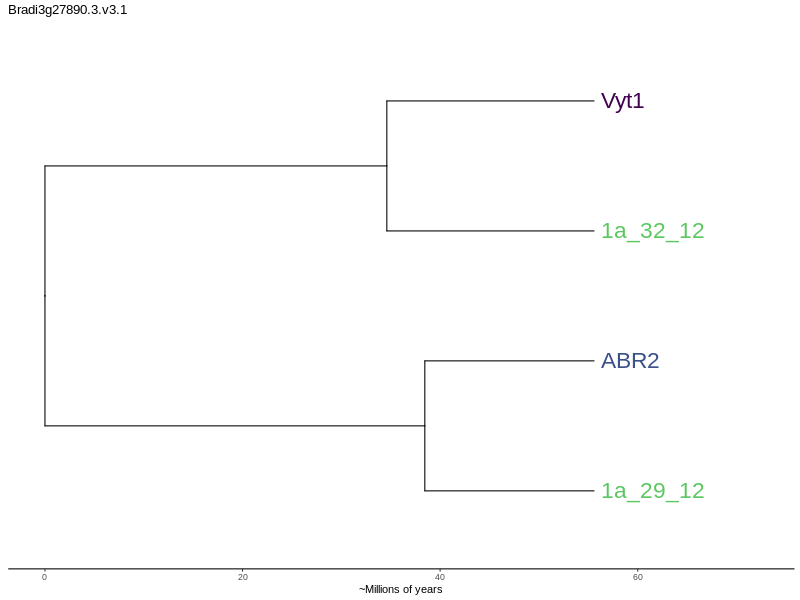 Bradi3g27890.3.v3.1
Vyt1
1a_32_12
ABR2
1a_29_12
0 20 40 60
~Millions of years